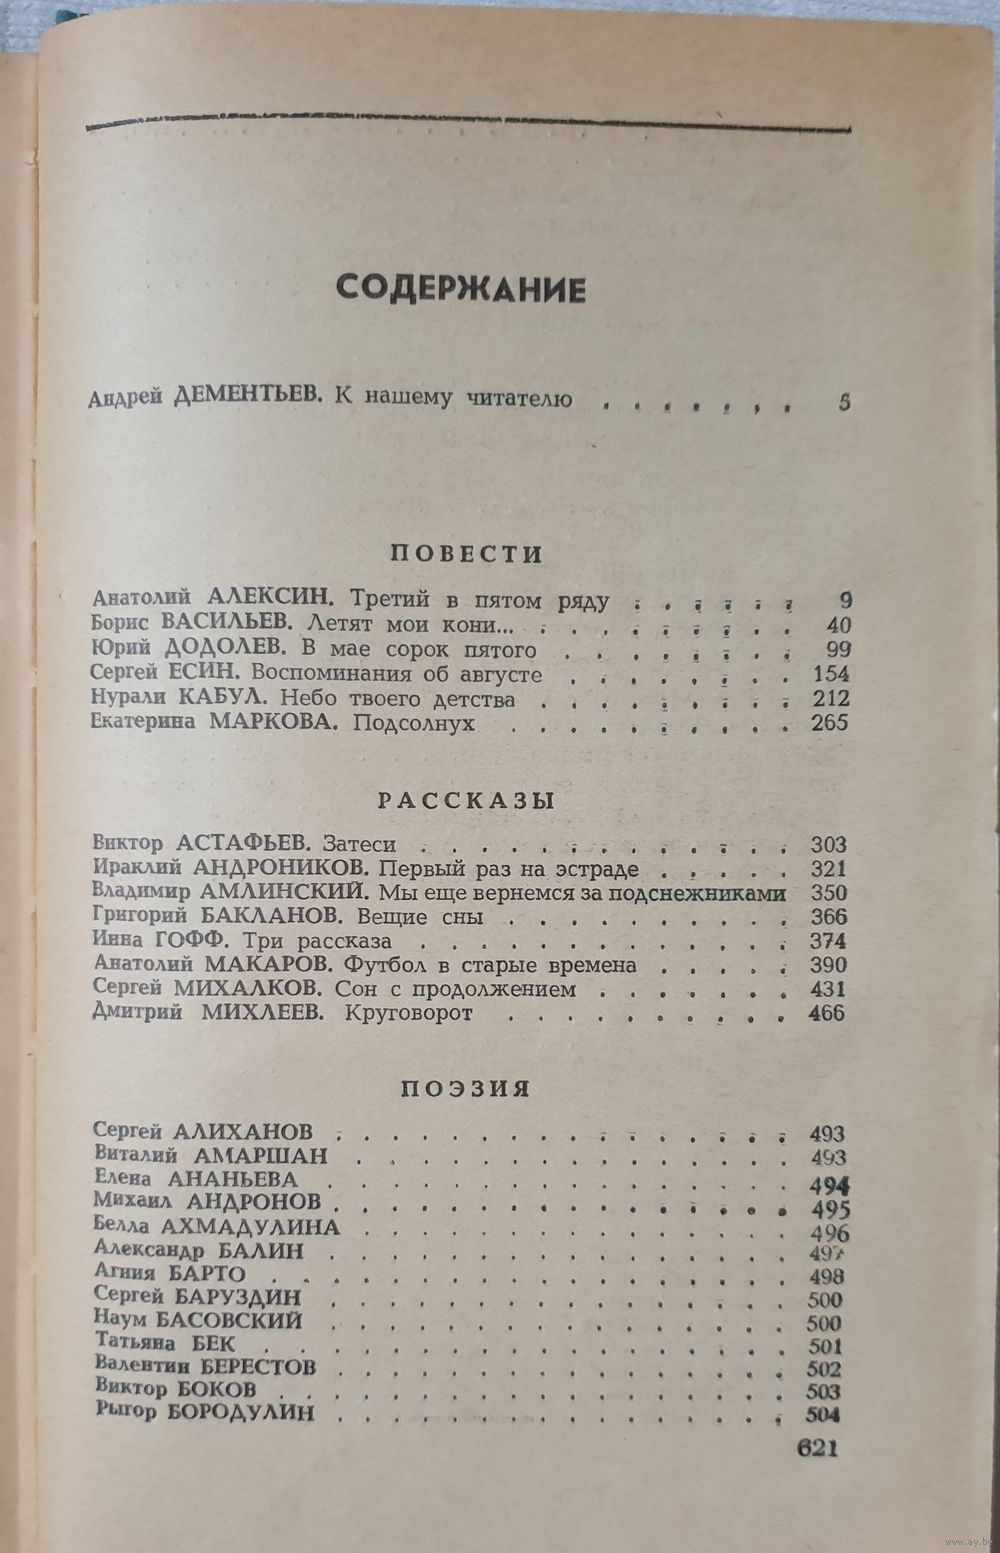 СОДЕРЖАНИЕ
Андрей ДЕМЕНТЬЕВ. К нашему читателю . . . . . . . 5
ПОВЕСТИ
Анатолий АЛЕКСИН. Третий в пятом ряду . . . . . . 9
Борис ВАСИЛЬЕВ. Летят мои кони... . . . . . . . . . 40
Юрий ДОДОЛЕВ. В мае сорок пятого . . . . . . . . 99
Сергей ЕСИН. Воспоминания об августе . . . . . . . . 154
Нурали КАБУЛ. Небо твоего детства . . . . . . . . . 212
Екатерина МАРКОВА. Подсолнух . . . . . . . . . . 265
РАССКАЗЫ
Виктор АСТАФЬЕВ. Затеси . . . . . . . . . . . . . 303
Ираклий АНДРОНИКОВ. Первый раз на эстраде . . . . . 321
Владимир АМЛИНСКИЙ. Мы еще вернемся за подснежниками 350
Григорий БАКЛАНОВ. Вещие сны . . . . . . . . . . 366
Инна ГОФФ. Три рассказа . . . . . . . . . . . . . 374
Анатолий МАКАРОВ. Футбол в старые времена . . . . . 390
Сергей МИХАЛКОВ. Сон с продолжением . . . . . . . 431
Дмитрий МИХЛЕЕВ. Круговорот . . . . . . . . . . 466
ПОЭЗИЯ
Сергей АЛИХАНОВ . . . . . . . . . . . . . . . . 493
Виталий АМАРШАН . . . . . . . . . . . . . . . 493
Елена АНАНЬЕВА . . . . . . . . . . . . . . . . 494
Михаил АНДРОНОВ . . . . . . . . . . . . . . . . 495
Белла АХМАДУЛИНА . . . . . . . . . . . . . . . 496
Александр БАЛИН . . . . . . . . . . . . . . . . 497
Агния БАРТО . . . . . . . . . . . . . . . . . . 498
Сергей БАРУЗДИН . . . . . . . . . . . . . . . . 500
Наум БАСОВСКИЙ . . . . . . . . . . . . . . . . 500
Татьяна БЕК . . . . . . . . . . . . . . . . . . 501
Валентин БЕРЕСТОВ . . . . . . . . . . . . . . . . 502
Виктор БОКОВ . . . . . . . . . . . . . . . . . . 503
Рыгор БОРОДУЛИН . . . . . . . . . . . . . . . . 504
621
www.ay.by